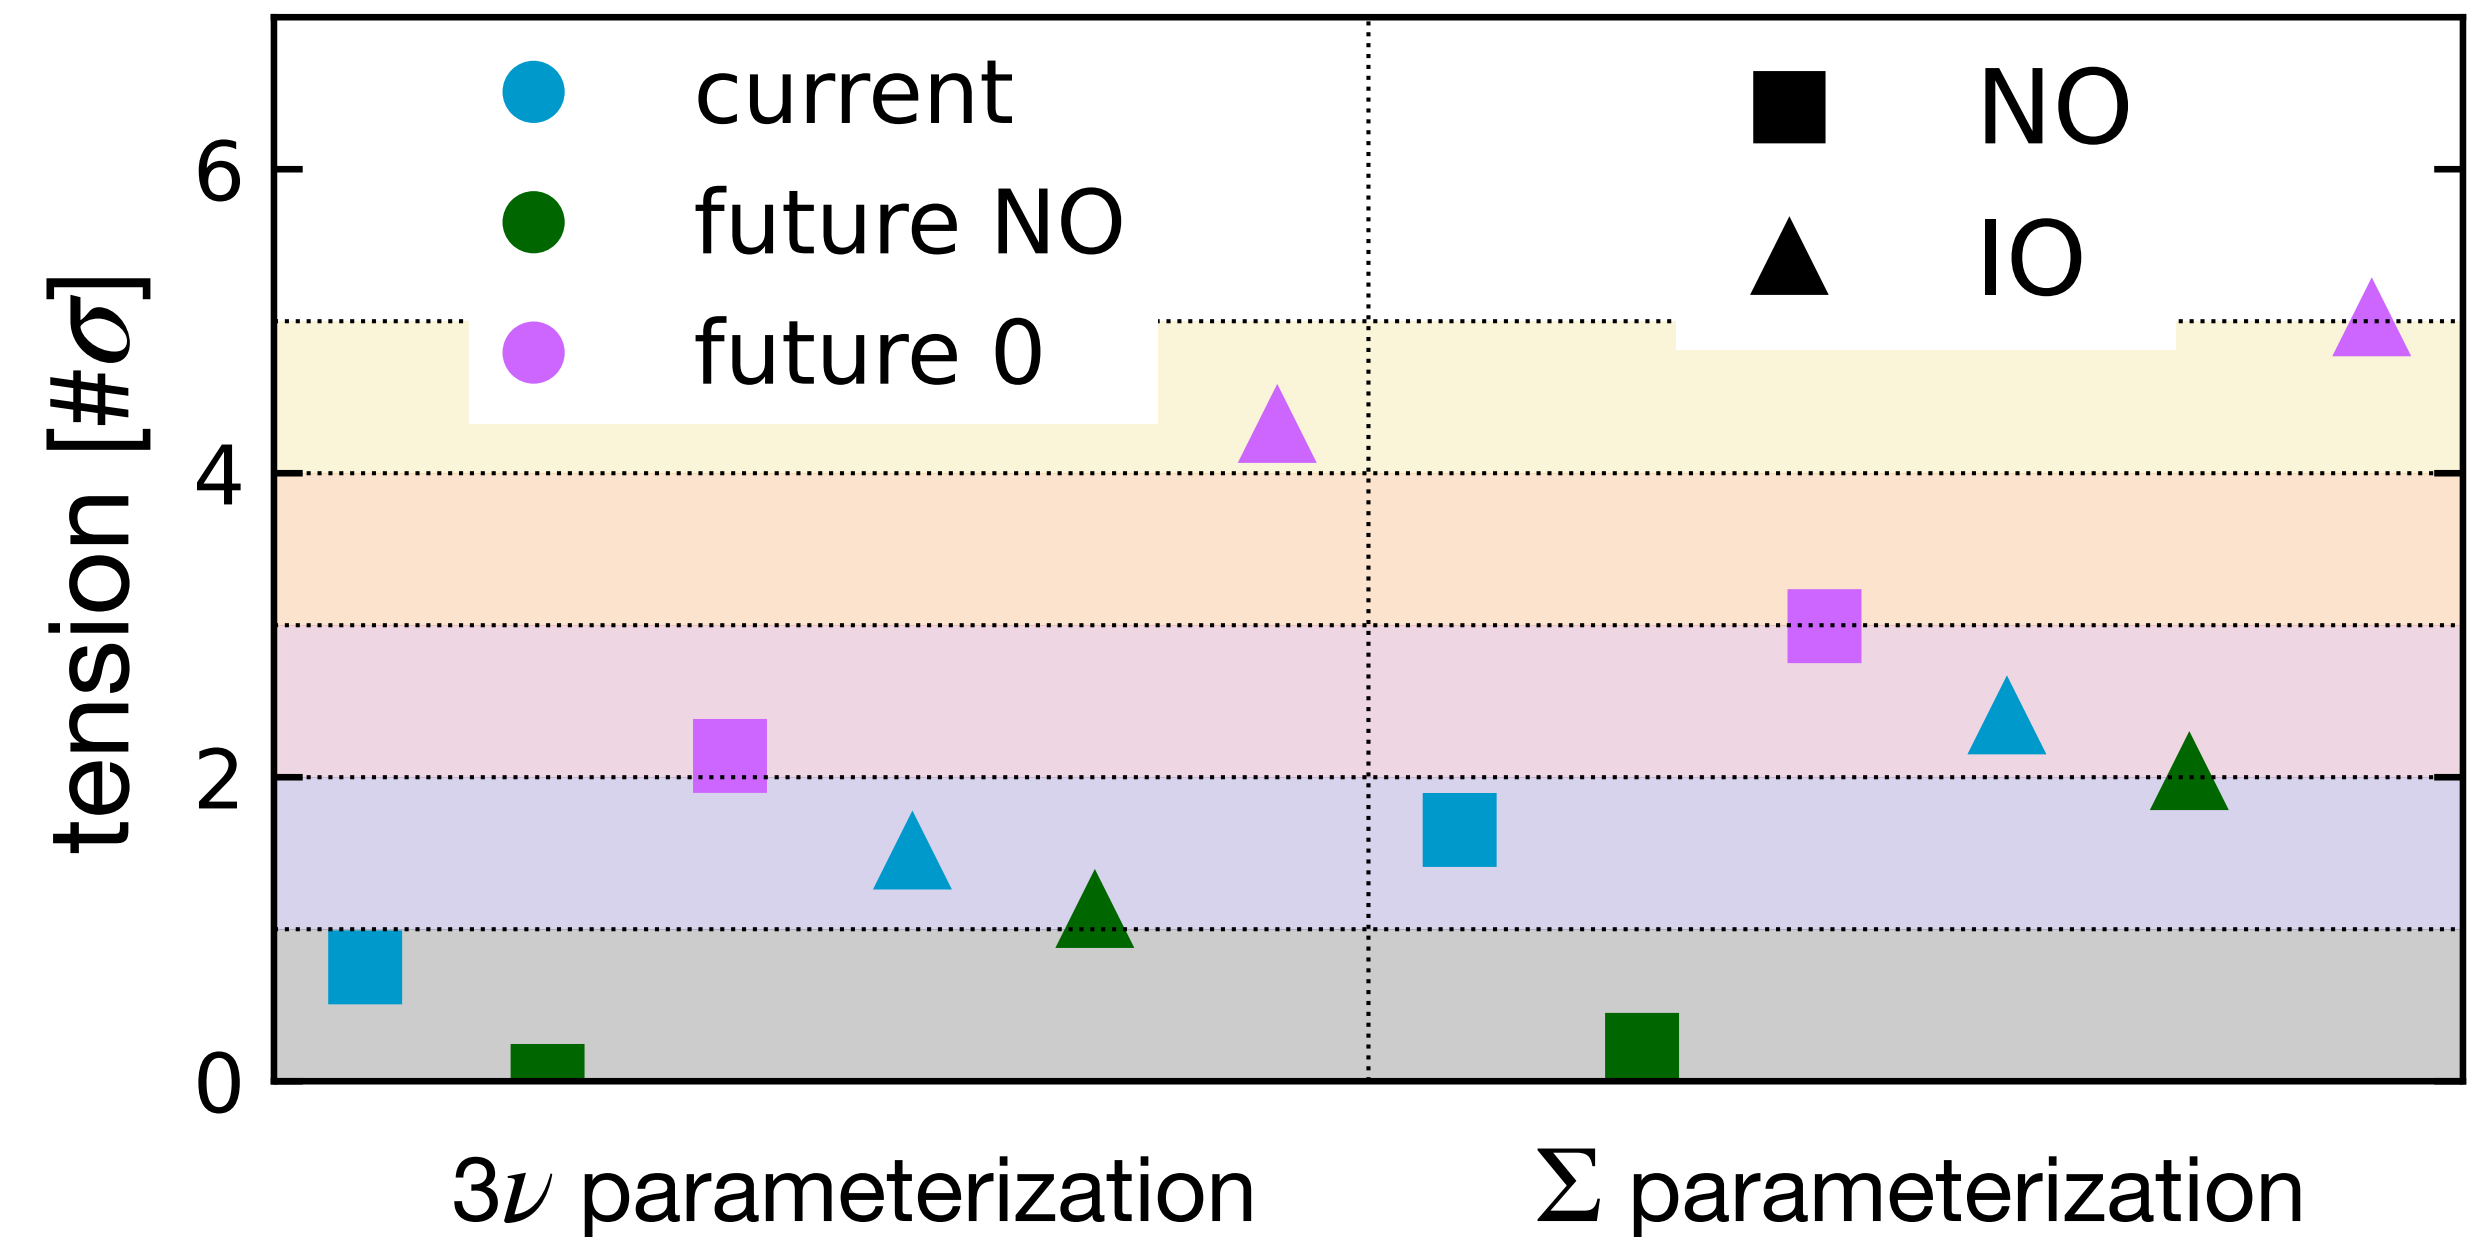 current
future NO
future 0
NO
IO
6
4
2
0
tension [#σ]
3ν parameterization
Σ parameterization